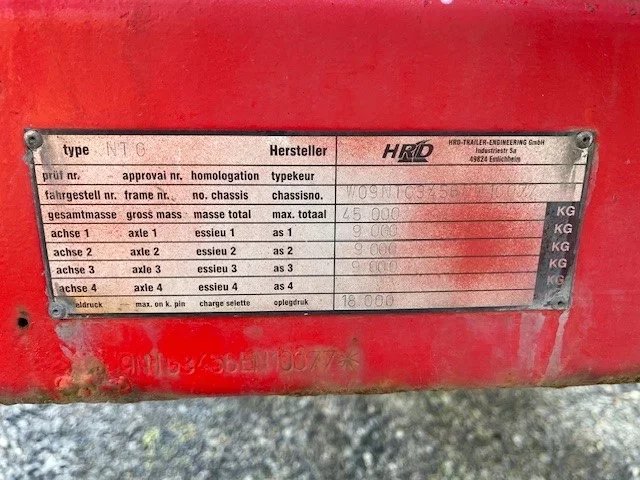 type NTG Hersteller HRD HRD-TRAILER-ENGINEERING GmbH
Industriestr 5a
49824 Emlichheim
prüf nr. approval nr. homologation typekeur
fahrgestell nr. frame nr. no. chassis chassisno.
gesamtmasse gross mass masse total max. totaal 45 000 KG
achse 1 axle 1 essieu 1 as 1 9 000 KG
achse 2 axle 2 essieu 2 as 2 9 000 KG
achse 3 axle 3 essieu 3 as 3 9 000 KG
achse 4 axle 4 essieu 4 as 4 KG
max. on k. pin charge selette oplegdruk 18 000